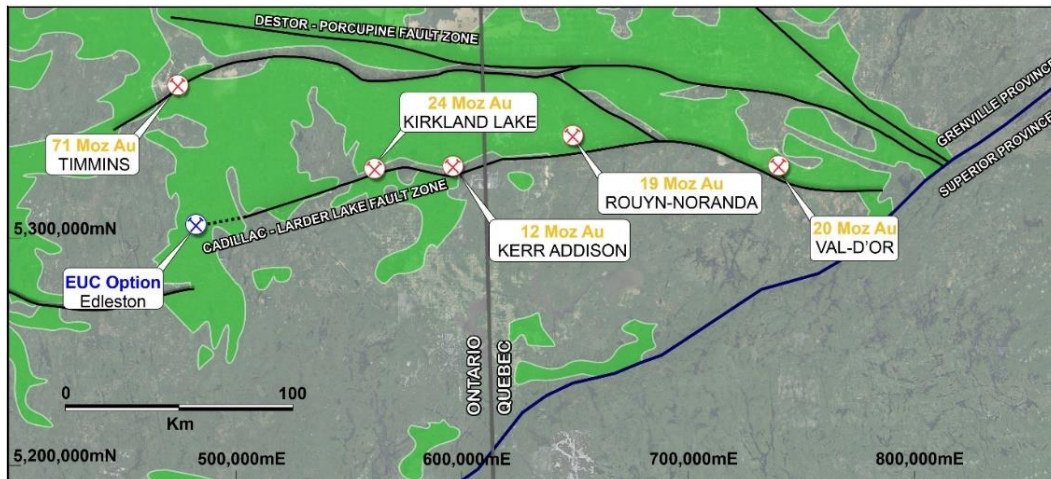 DESTOR - PORCUPINE FAULT ZONE
GRENVILLE PROVINCE
SUPERIOR PROVINCE
24 Moz Au
KIRKLAND LAKE
71 Moz Au
TIMMINS
19 Moz Au
ROUYN-NORANDA
20 Moz Au
VAL-D'OR
12 Moz Au
KERR ADDISON
CADILLAC - LARDER LAKE FAULT ZONE
5,300,000mN
EUC Option
Edleston
ONTARIO
QUEBEC
0 100
Km
5,200,000mN
500,000mE 600,000mE 700,000mE 800,000mE